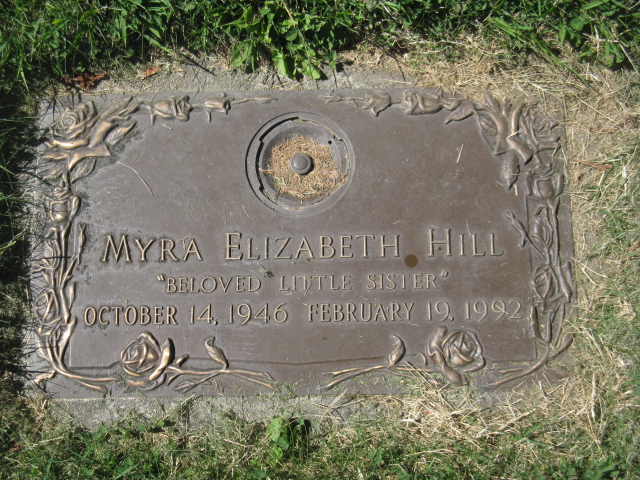 MYRA ELIZABETH HILL
"BELOVED LITTLE SISTER"
OCTOBER 14, 1946 FEBRUARY 19, 1992